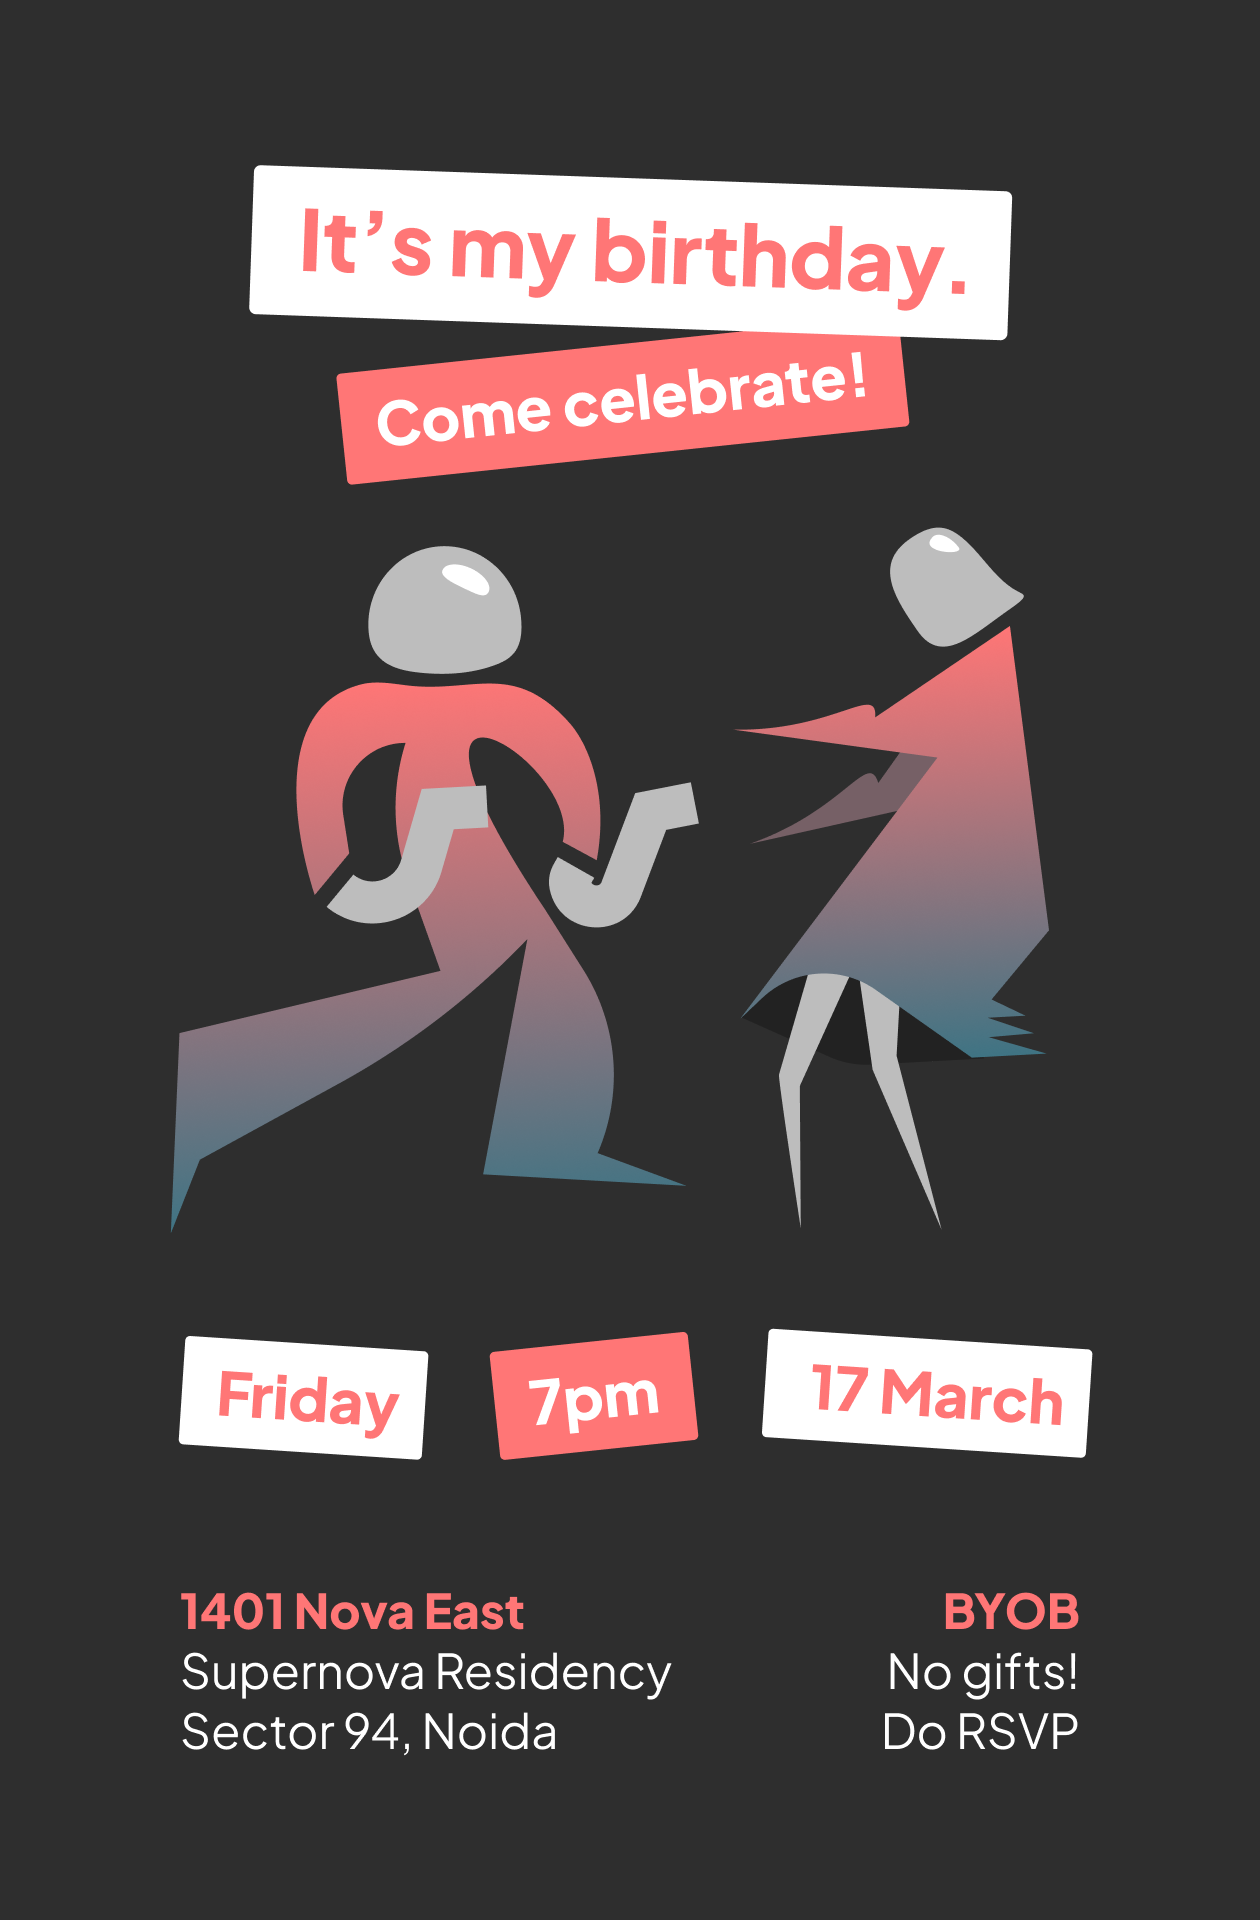 It’s my birthday.
Come celebrate!
Friday
7pm
17 March
1401 Nova East
Supernova Residency
Sector 94, Noida
BYOB
No gifts!
Do RSVP